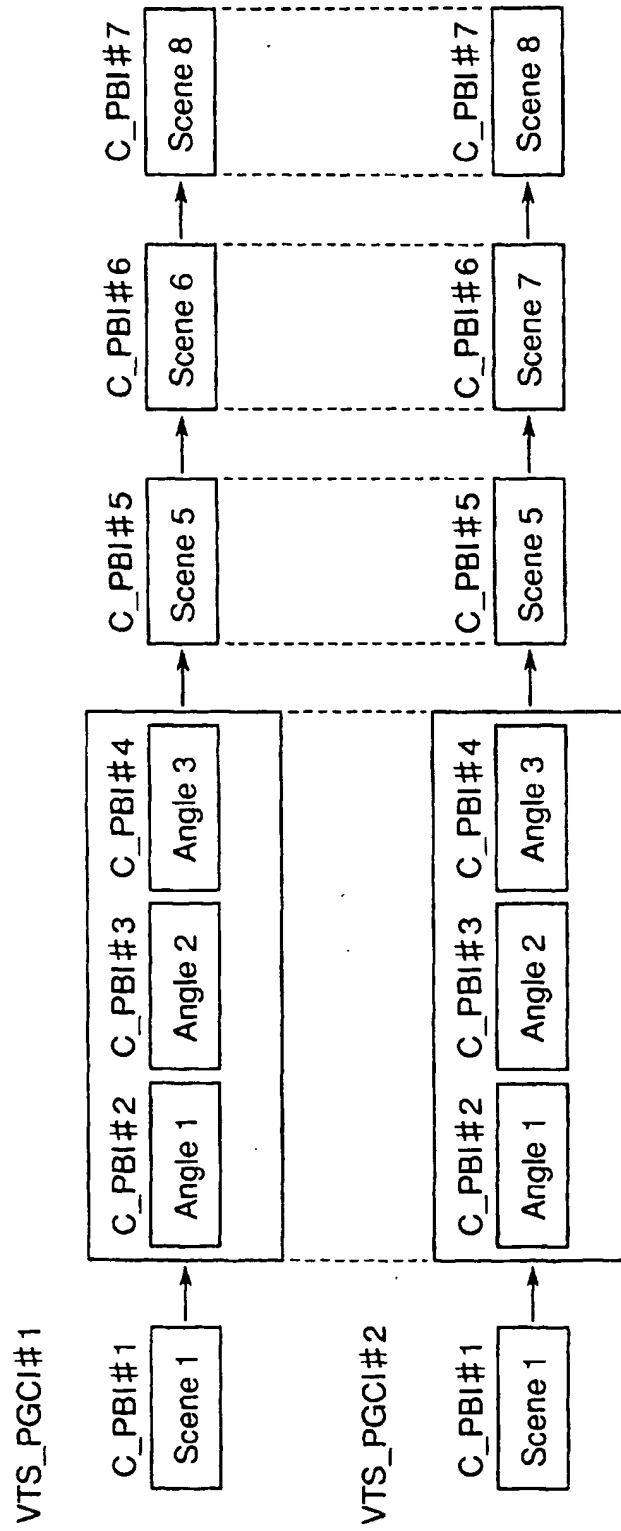 VTS_PGCI#1
C_PBI#1 C_PBI#2 C_PBI#3 C_PBI#4 C_PBI#5 C_PBI#6 C_PBI#7
Scene 1 Angle 1 Angle 2 Angle 3 Scene 5 Scene 6 Scene 8
VTS_PGCI#2
C_PBI#1 C_PBI#2 C_PBI#3 C_PBI#4 C_PBI#5 C_PBI#6 C_PBI#7
Scene 1 Angle 1 Angle 2 Angle 3 Scene 5 Scene 7 Scene 8